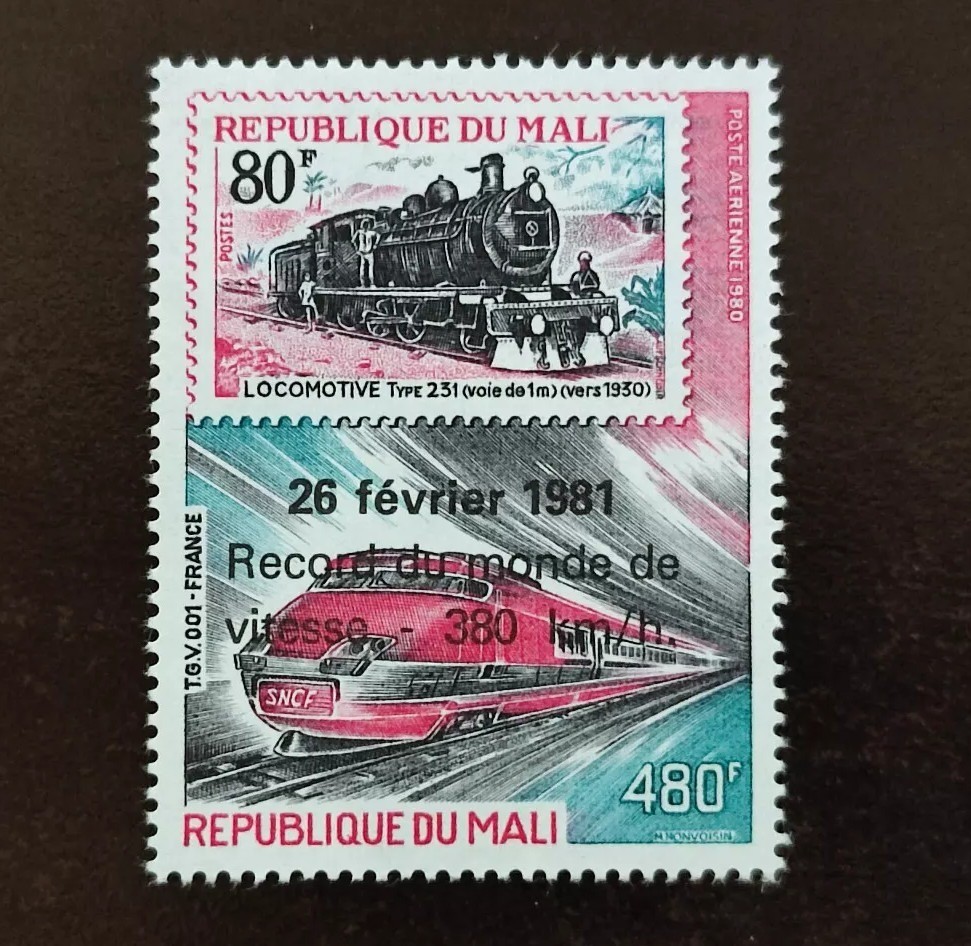 REPUBLIQUE DU MALI
80F
POSTES
LOCOMOTIVE TYPE 231 (voie de 1m) (vers 1930)
POSTE AERIENNE 1980
26 février 1981
Record du monde de
vitesse - 380 km/h.
T.G.V. 001 - FRANCE
SNCF
480F
REPUBLIQUE DU MALI
M. MONVOISIN